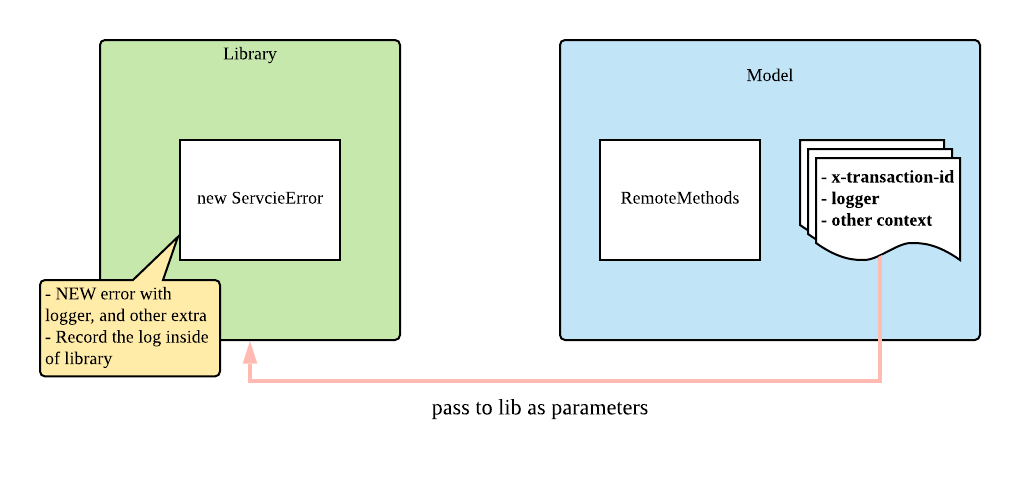 Library
Model
new ServcieError
RemoteMethods
- x-transaction-id
- logger
- other context
- NEW error with
logger, and other extra
- Record the log inside
of library
pass to lib as parameters